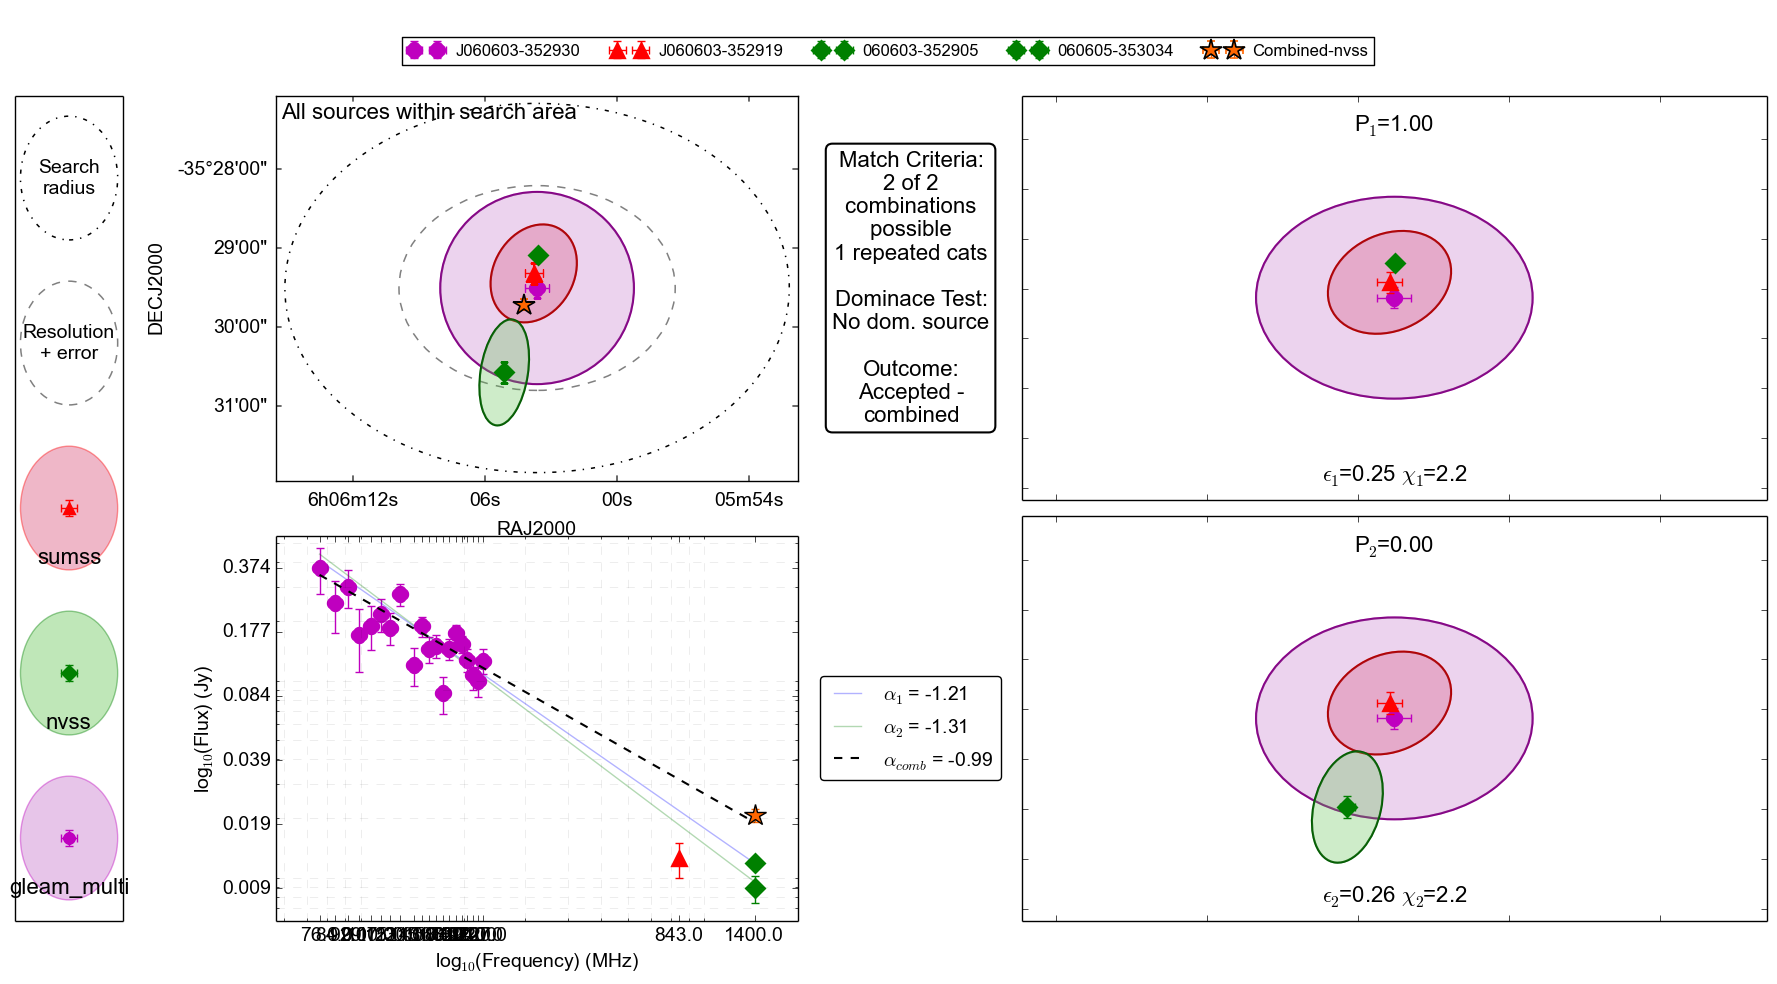 J060603-352930
J060603-352919
060603-352905
060605-353034
Combined-nvss
Search
radius
Resolution
+ error
sumss
nvss
gleam_multi
All sources within search area
DECJ2000
-35°28'00"
29'00"
30'00"
31'00"
6h06m12s
06s
00s
05m54s
RAJ2000
Match Criteria:
2 of 2
combinations
possible
1 repeated cats
Dominace Test:
No dom. source
Outcome:
Accepted -
combined
P1=1.00
ϵ1=0.25 χ1=2.2
P2=0.00
ϵ2=0.26 χ2=2.2
log10(Flux) (Jy)
0.374
0.177
0.084
0.039
0.019
0.009
843.0
1400.0
log10(Frequency) (MHz)
α1 = -1.21
α2 = -1.31
αcomb = -0.99